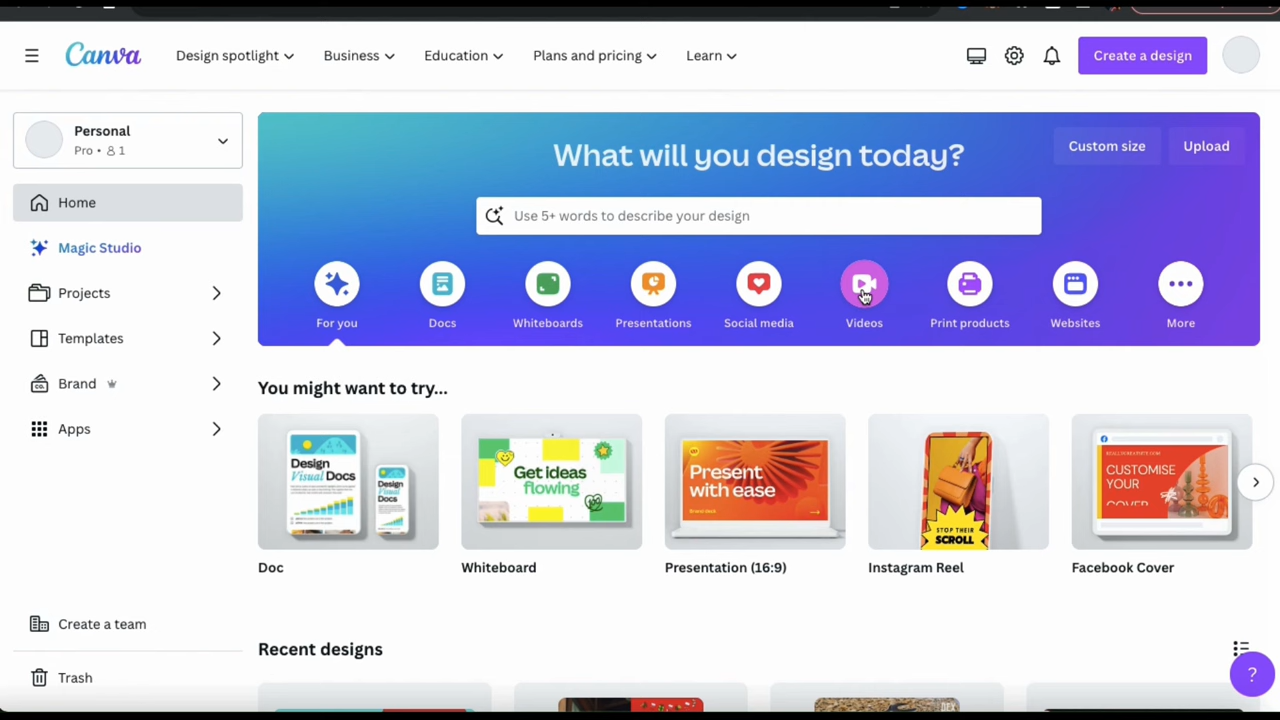 Canva
Design spotlight
Business
Education
Plans and pricing
Learn
Create a design
Personal
Pro • 1
Home
Magic Studio
Projects
Templates
Brand
Apps
Create a team
Trash
What will you design today?
Custom size
Upload
Use 5+ words to describe your design
For you
Docs
Whiteboards
Presentations
Social media
Videos
Print products
Websites
More
You might want to try...
Design
Visual Docs
Design
Visual
Docs
Get ideas
flowing
Present
with ease
STOP THEIR
SCROLL
CUSTOMISE
YOUR
COVER
Doc
Whiteboard
Presentation (16:9)
Instagram Reel
Facebook Cover
Recent designs
?